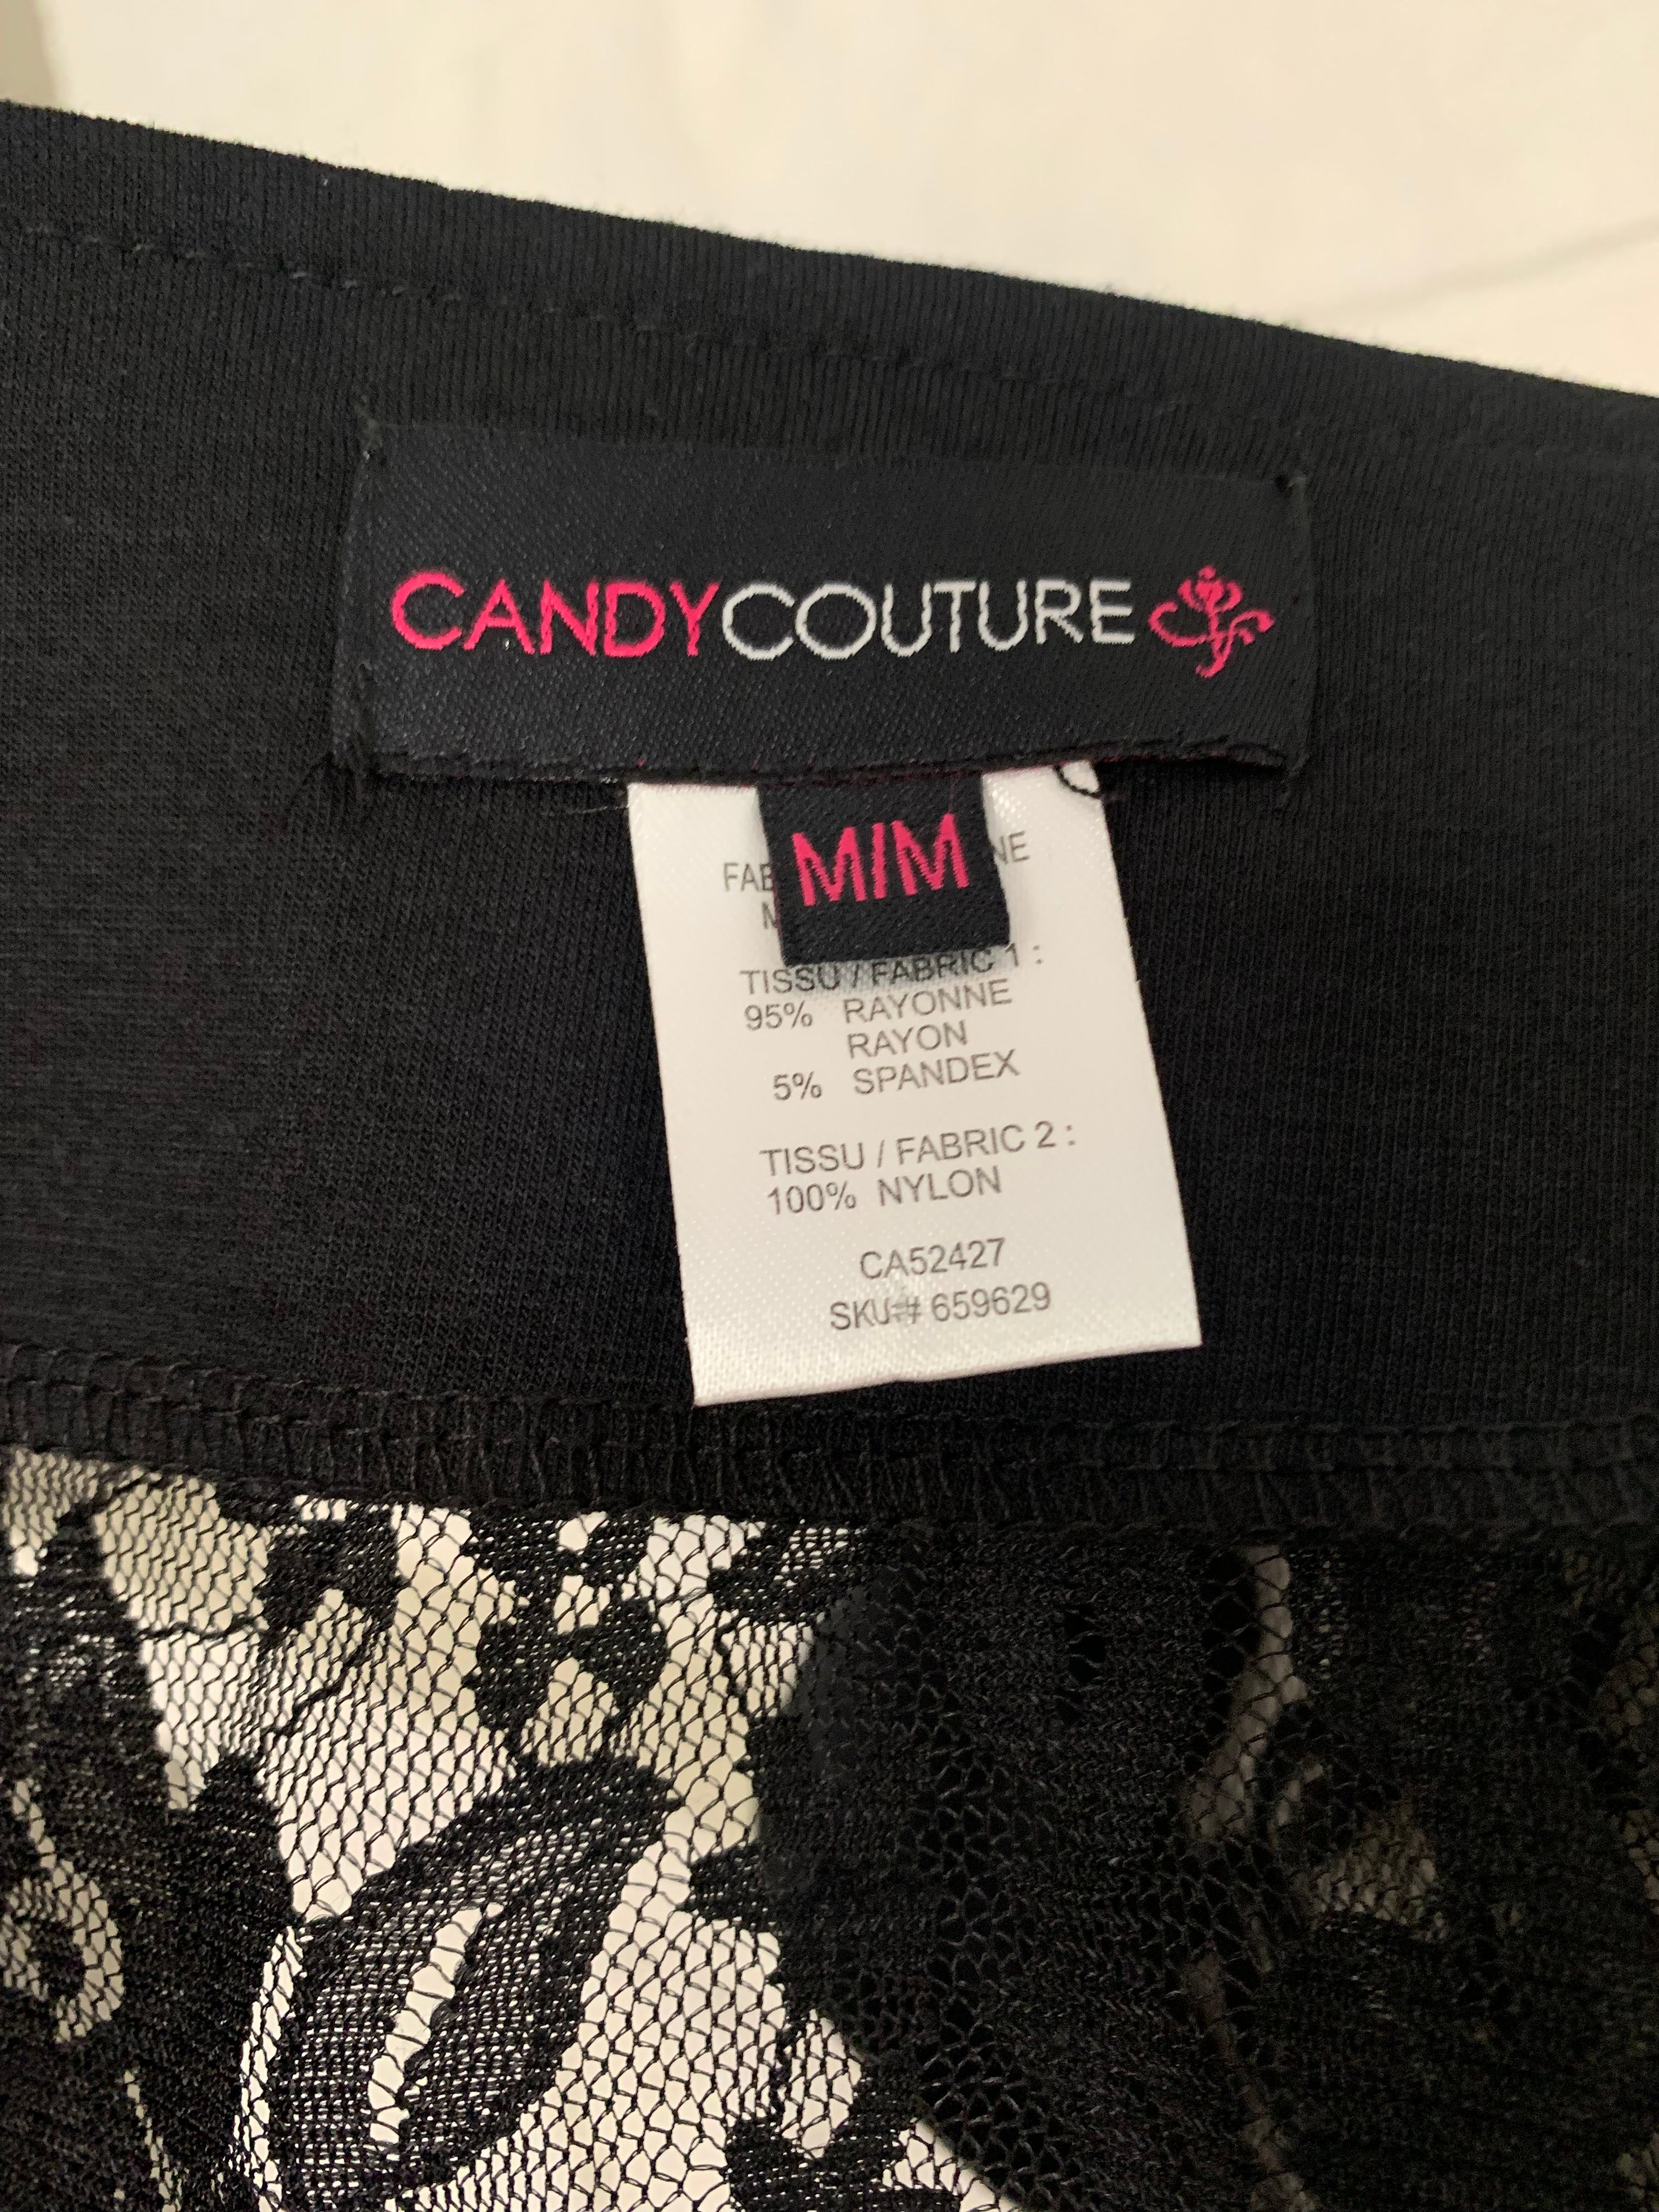 CANDYCOUTURE
M/M
TISSU / FABRIC 1 :
95% RAYONNE
RAYON
5% SPANDEX
TISSU / FABRIC 2 :
100% NYLON
CA52427
SKU# 659629